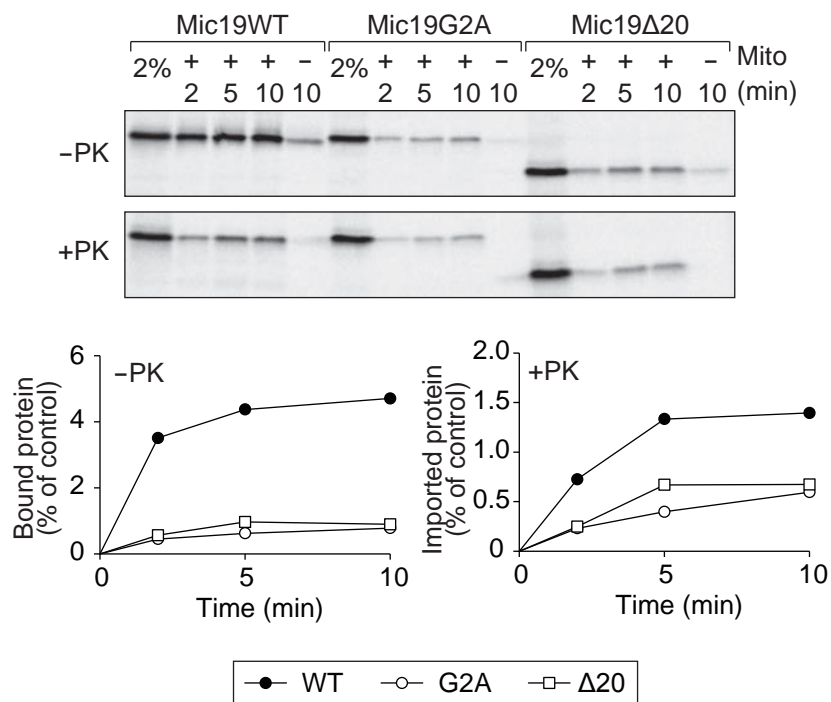 Mic19WT Mic19G2A Mic19Δ20
2% + + + − 2% + + + − 2% + + + − Mito
2 5 10 10 2 5 10 10 2 5 10 10 (min)
−PK
+PK
6
4
2
0
−PK
Bound protein
(% of control)
0 5 10
Time (min)
2.0
1.5
1.0
0.5
0
+PK
Imported protein
(% of control)
0 5 10
Time (min)
WT G2A Δ20